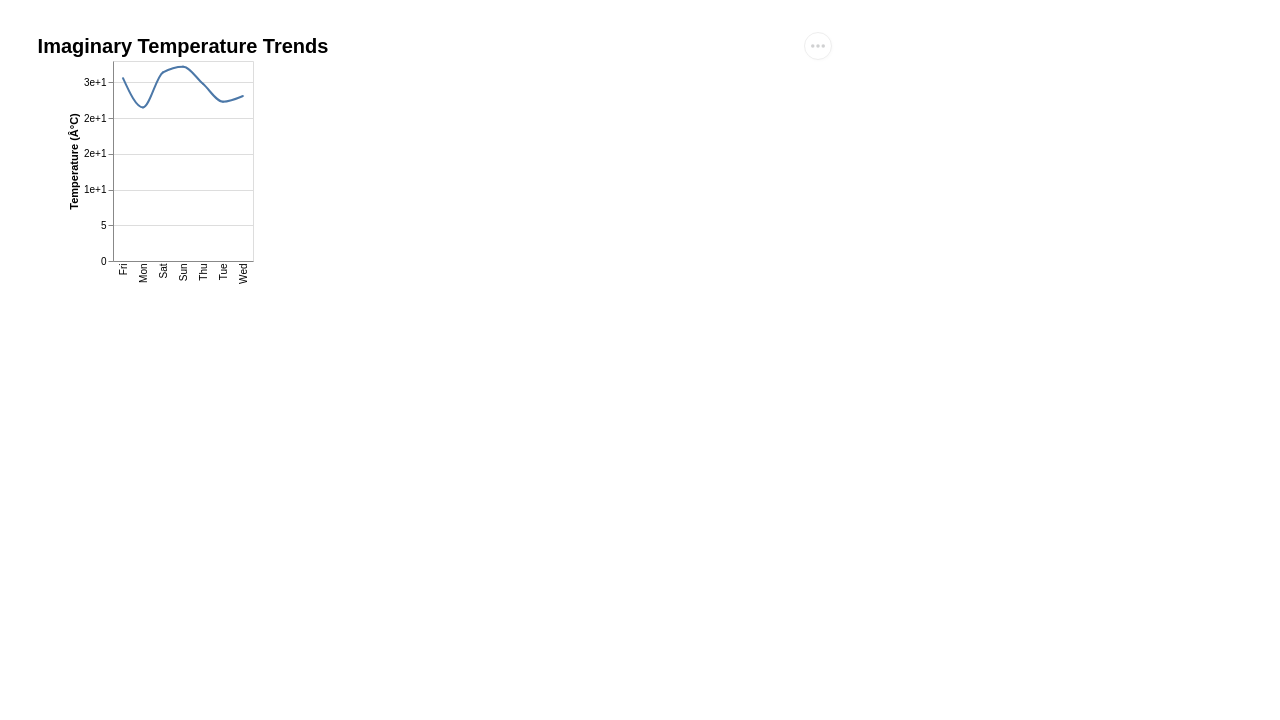 Imaginary Temperature Trends
Temperature (Â°C)
3e+1
2e+1
2e+1
1e+1
5
0
Fri
Mon
Sat
Sun
Thu
Tue
Wed